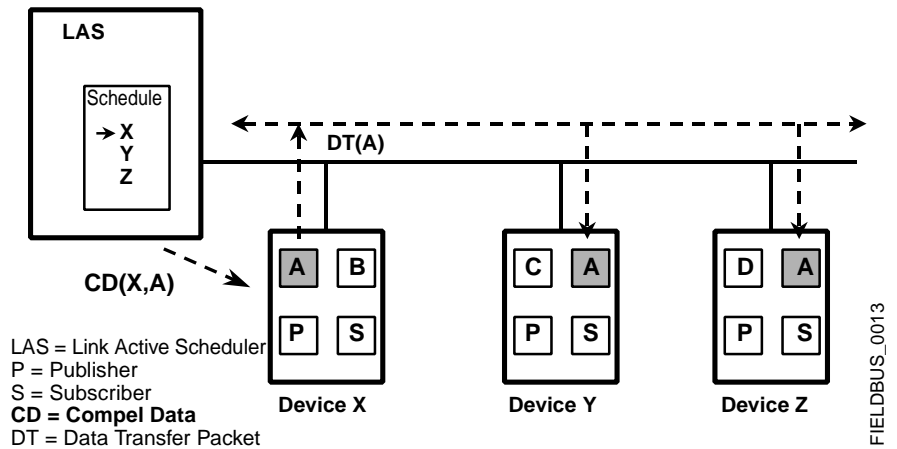 LAS
Schedule
X
Y
Z
DT(A)
CD(X,A)
A B
P S
Device X
C A
P S
Device Y
D A
P S
Device Z
LAS = Link Active Scheduler
P = Publisher
S = Subscriber
CD = Compel Data
DT = Data Transfer Packet
FIELDBUS_0013